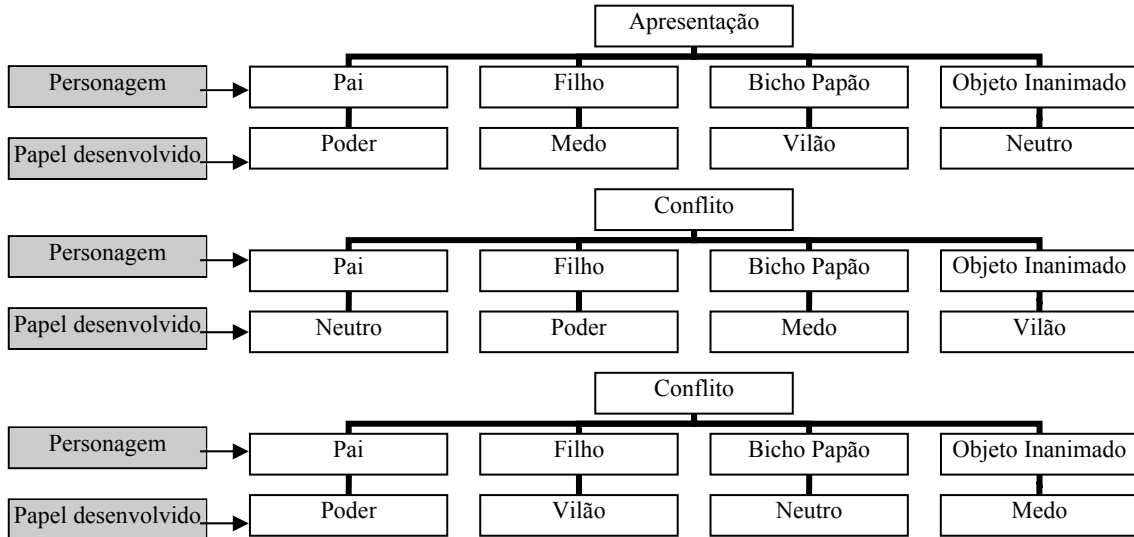 Apresentação
Personagem
Pai
Filho
Bicho Papão
Objeto Inanimado
Papel desenvolvido
Poder
Medo
Vilão
Neutro
Conflito
Personagem
Pai
Filho
Bicho Papão
Objeto Inanimado
Papel desenvolvido
Neutro
Poder
Medo
Vilão
Conflito
Personagem
Pai
Filho
Bicho Papão
Objeto Inanimado
Papel desenvolvido
Poder
Vilão
Neutro
Medo